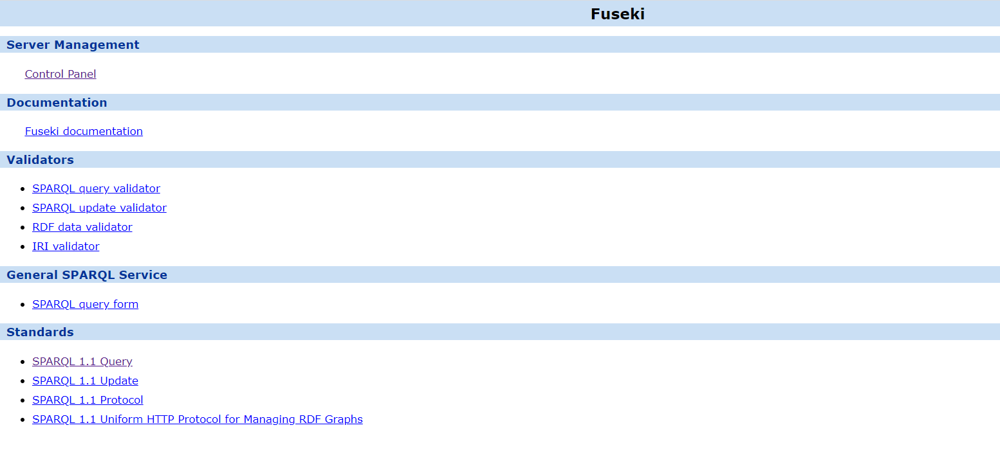 Fuseki
Server Management
Control Panel
Documentation
Fuseki documentation
Validators
SPARQL query validator
SPARQL update validator
RDF data validator
IRI validator
General SPARQL Service
SPARQL query form
Standards
SPARQL 1.1 Query
SPARQL 1.1 Update
SPARQL 1.1 Protocol
SPARQL 1.1 Uniform HTTP Protocol for Managing RDF Graphs